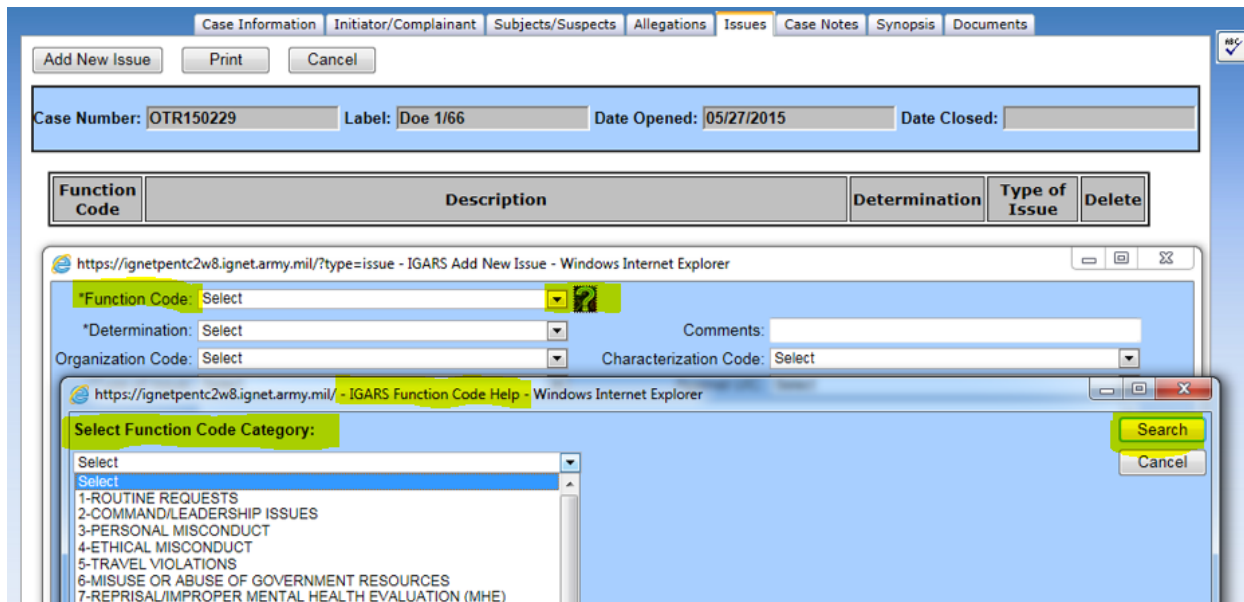 Case Information Initiator/Complainant Subjects/Suspects Allegations Issues Case Notes Synopsis Documents
ABC
Add New Issue Print Cancel
Case Number: OTR150229 Label: Doe 1/66 Date Opened: 05/27/2015 Date Closed:
Function Code Description Determination Type of Issue Delete
https://ignetpentc2w8.ignet.army.mil/?type=issue - IGARS Add New Issue - Windows Internet Explorer
*Function Code: Select ?
*Determination: Select Comments:
Organization Code: Select Characterization Code: Select
https://ignetpentc2w8.ignet.army.mil/ - IGARS Function Code Help - Windows Internet Explorer
Select Function Code Category: Search
Select Cancel
Select
1-ROUTINE REQUESTS
2-COMMAND/LEADERSHIP ISSUES
3-PERSONAL MISCONDUCT
4-ETHICAL MISCONDUCT
5-TRAVEL VIOLATIONS
6-MISUSE OR ABUSE OF GOVERNMENT RESOURCES
7-REPRISAL/IMPROPER MENTAL HEALTH EVALUATION (MHE)